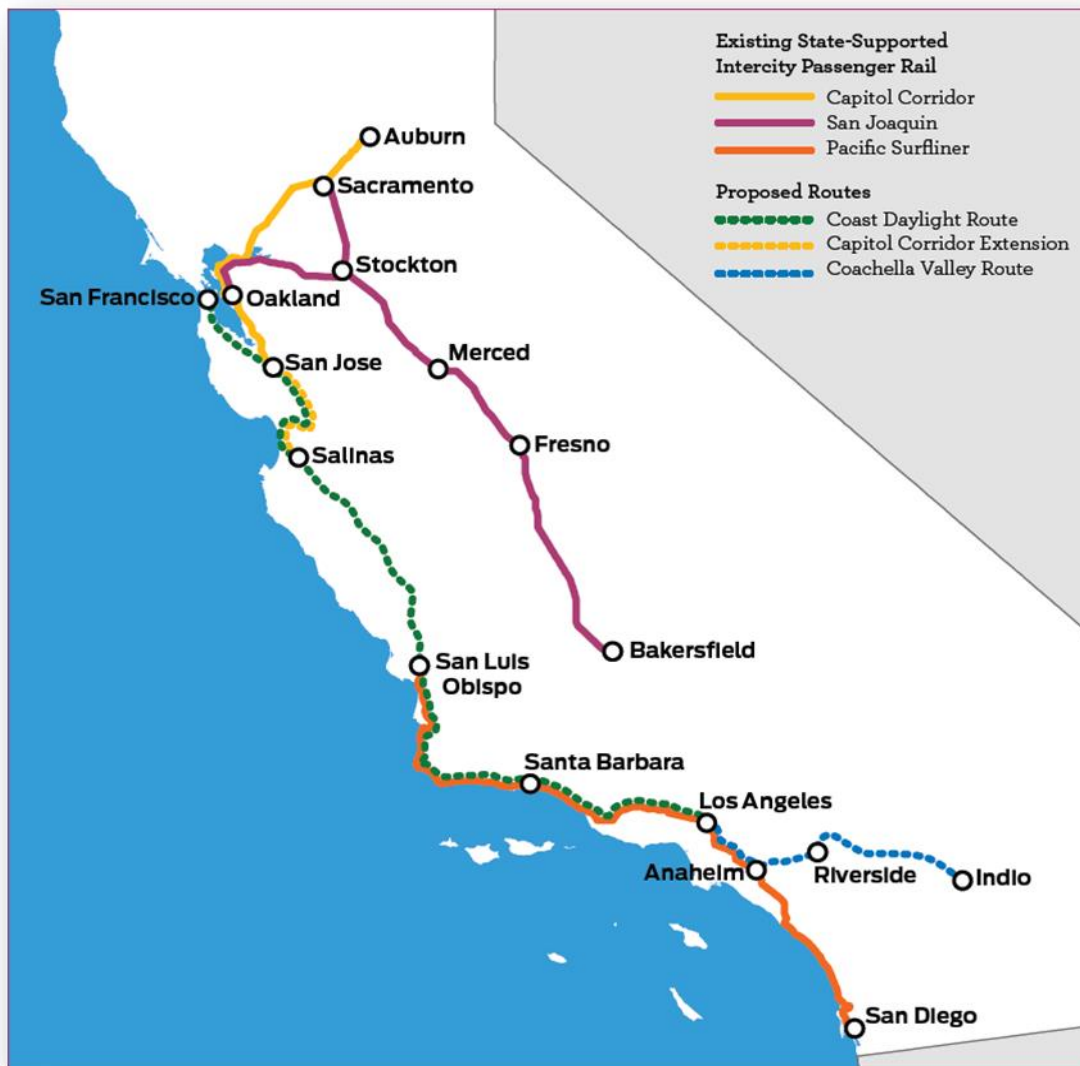 Existing State-Supported
Intercity Passenger Rail
Capitol Corridor
San Joaquin
Pacific Surfliner
Proposed Routes
Coast Daylight Route
Capitol Corridor Extension
Coachella Valley Route
Auburn
Sacramento
Stockton
San Francisco
Oakland
San Jose
Merced
Fresno
Salinas
Bakersfield
San Luis
Obispo
Santa Barbara
Los Angeles
Anaheim
Riverside
Indio
San Diego